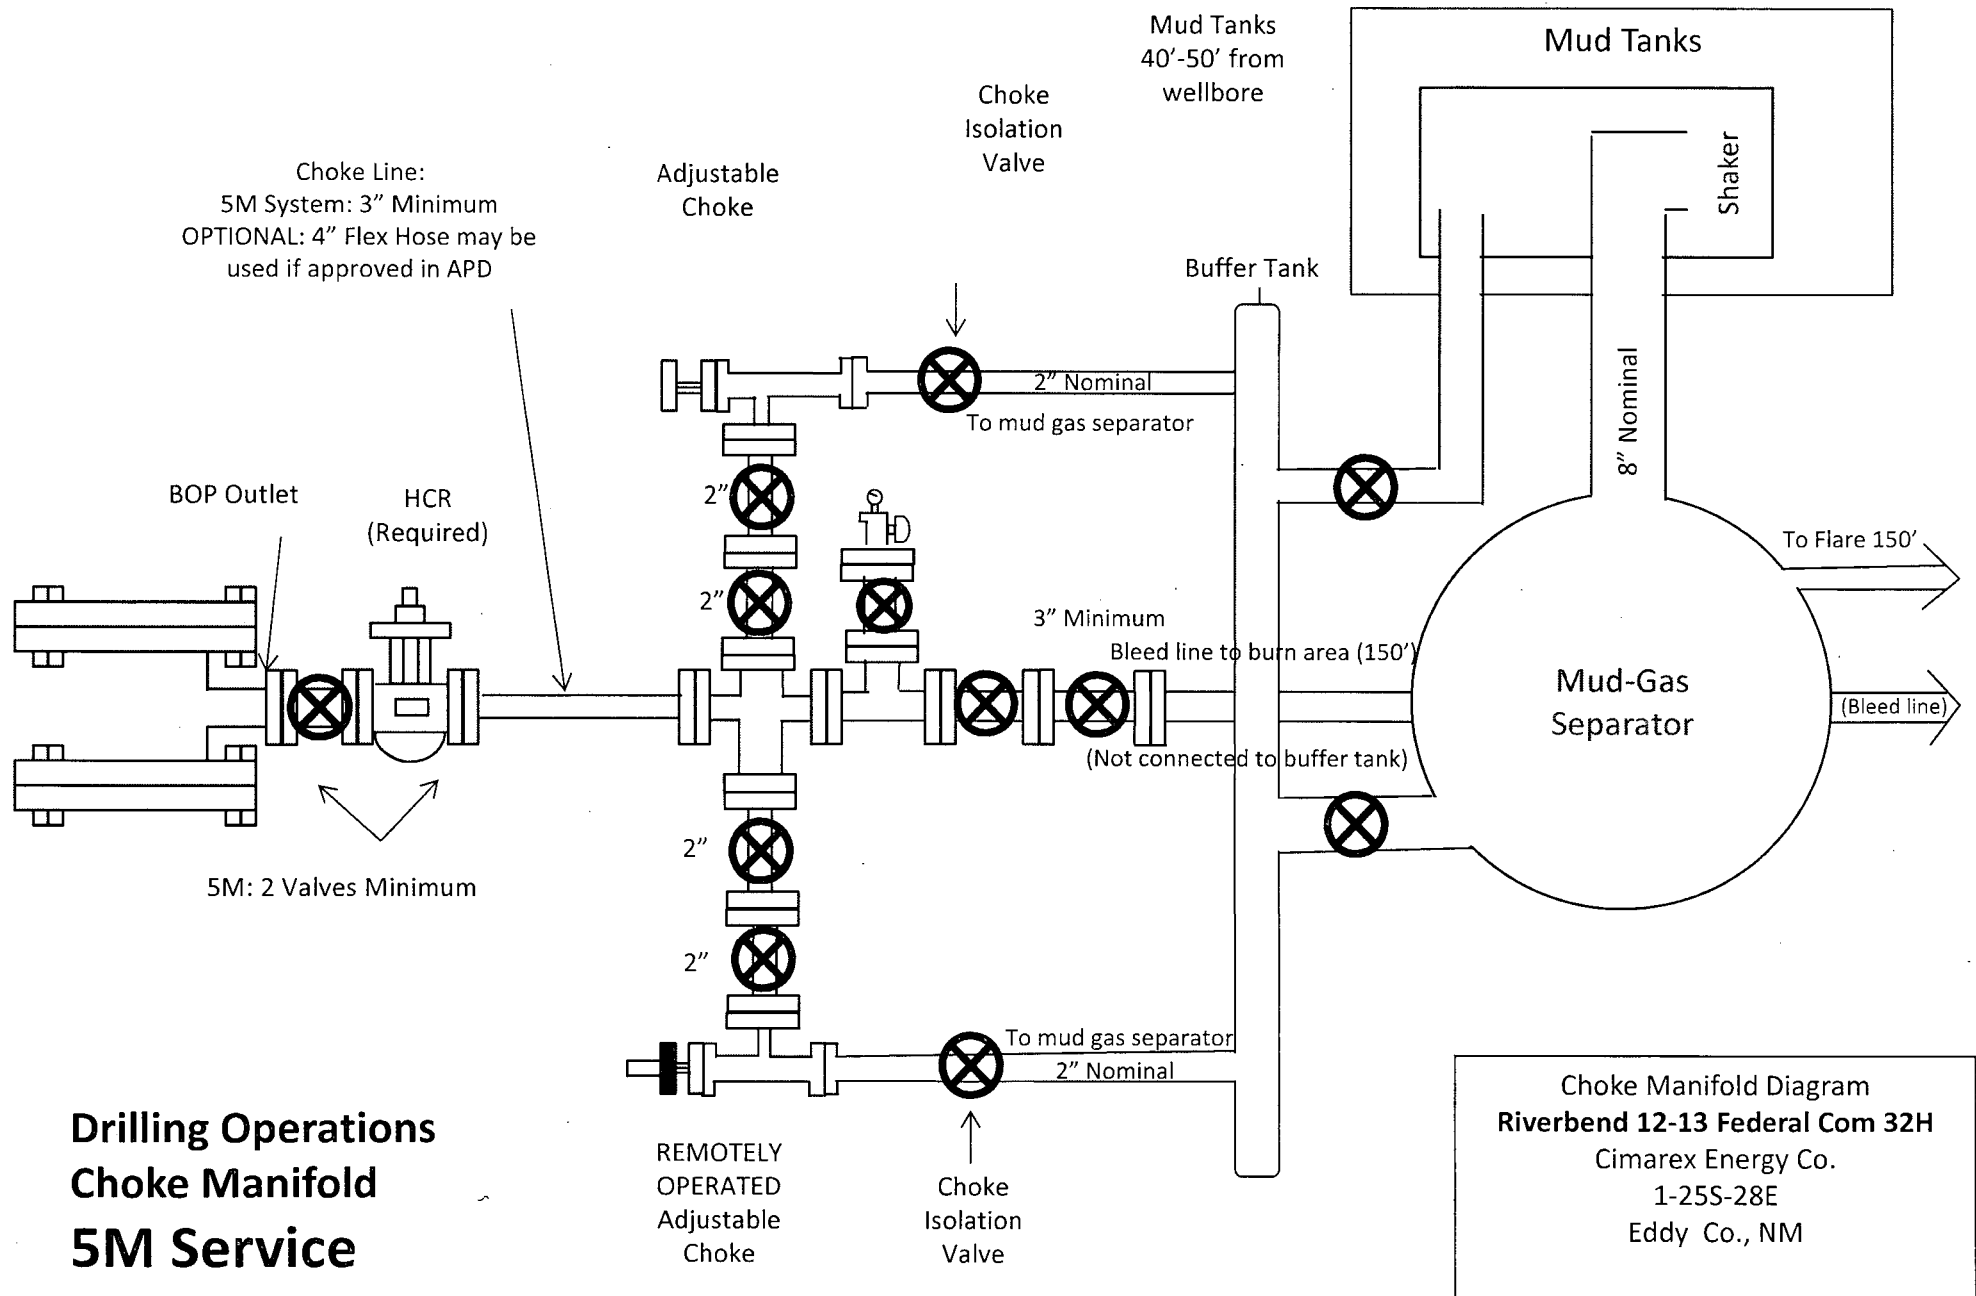 Mud Tanks
40’-50’ from
wellbore
Mud Tanks
Shaker
Choke
Isolation
Valve
Choke Line:
5M System: 3” Minimum
OPTIONAL: 4” Flex Hose may be
used if approved in APD
Adjustable
Choke
Buffer Tank
2” Nominal
To mud gas separator
8” Nominal
BOP Outlet
HCR
(Required)
2”
2”
To Flare 150’
3” Minimum
Bleed line to burn area (150’)
Mud-Gas
Separator
(Bleed line)
(Not connected to buffer tank)
2”
5M: 2 Valves Minimum
2”
To mud gas separator
2” Nominal
REMOTELY
OPERATED
Adjustable
Choke
Choke
Isolation
Valve
Drilling Operations
Choke Manifold
5M Service
Choke Manifold Diagram
Riverbend 12-13 Federal Com 32H
Cimarex Energy Co.
1-25S-28E
Eddy Co., NM